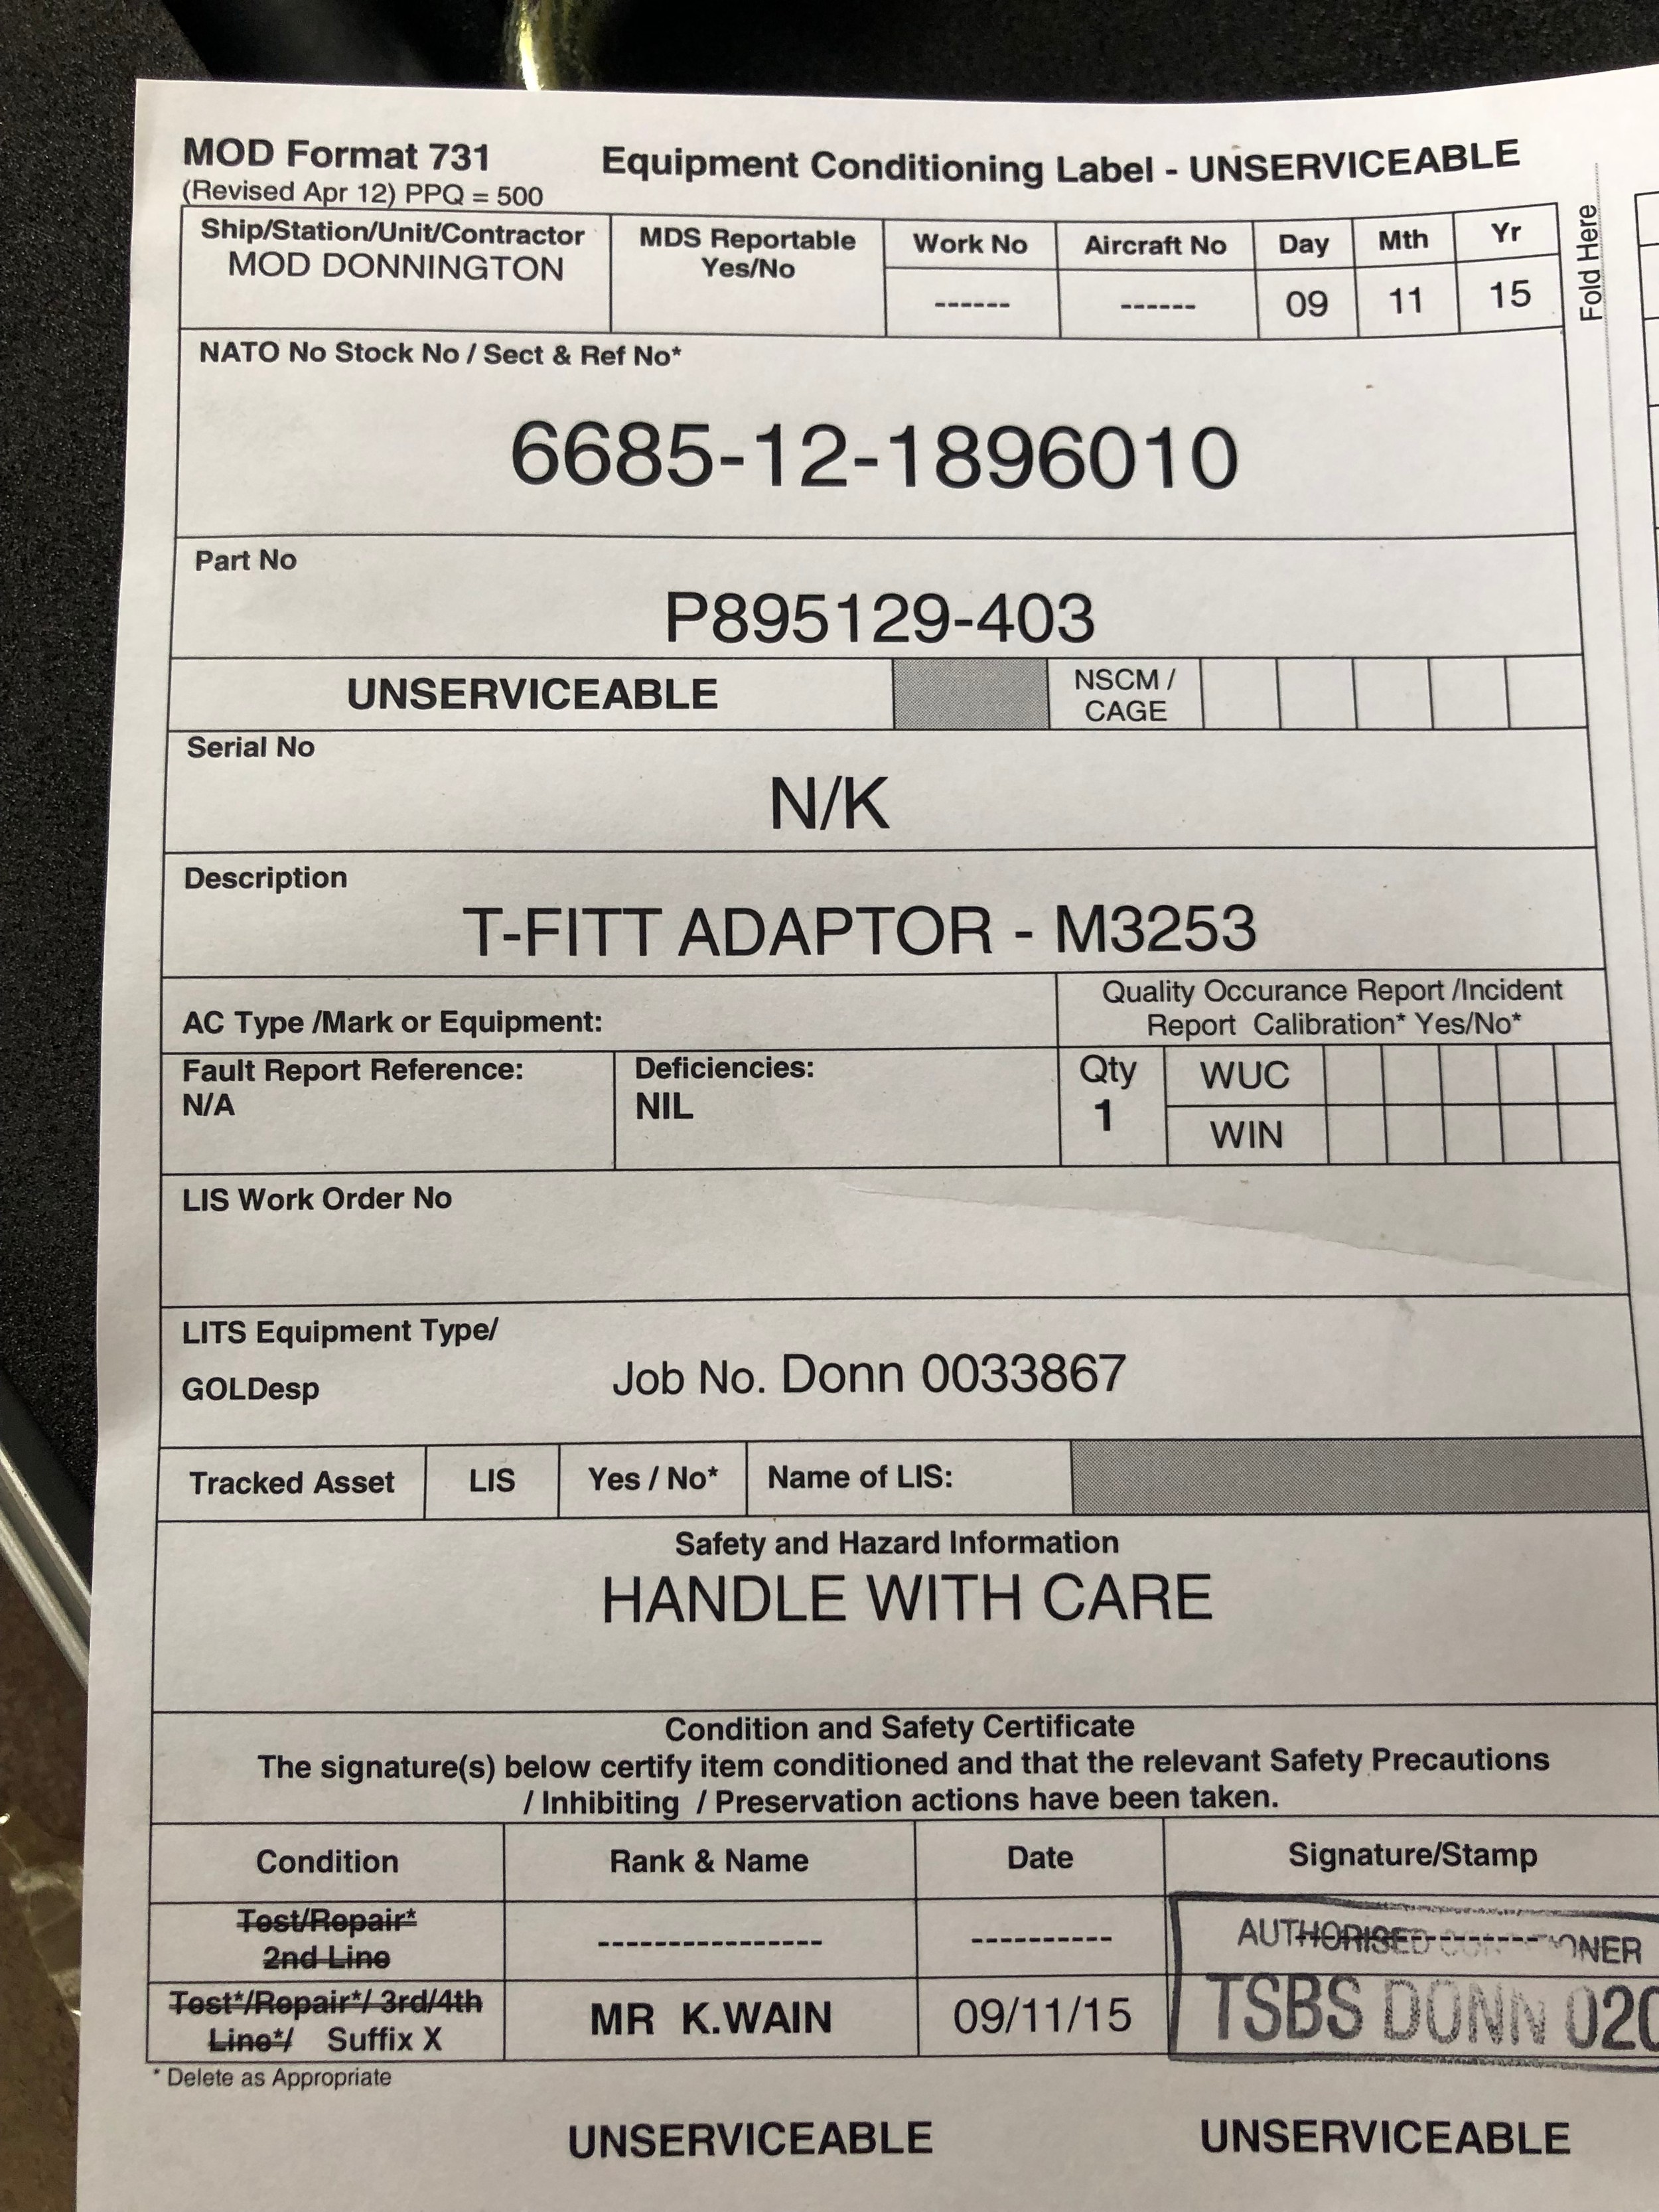 MOD Format 731
Equipment Conditioning Label - UNSERVICEABLE
(Revised Apr 12) PPQ = 500
Fold Here
Ship/Station/Unit/Contractor
MOD DONNINGTON
MDS Reportable
Yes/No
Work No
Aircraft No
Day
Mth
Yr
------
------
09
11
15
NATO No Stock No / Sect & Ref No*
6685-12-1896010
Part No
P895129-403
UNSERVICEABLE
NSCM /
CAGE
Serial No
N/K
Description
T-FITT ADAPTOR - M3253
AC Type /Mark or Equipment:
Quality Occurance Report /Incident
Report Calibration* Yes/No*
Fault Report Reference:
N/A
Deficiencies:
NIL
Qty
1
WUC
WIN
LIS Work Order No
LITS Equipment Type/
GOLDesp
Job No. Donn 0033867
Tracked Asset
LIS
Yes / No*
Name of LIS:
Safety and Hazard Information
HANDLE WITH CARE
Condition and Safety Certificate
The signature(s) below certify item conditioned and that the relevant Safety Precautions
/ Inhibiting / Preservation actions have been taken.
Condition
Rank & Name
Date
Signature/Stamp
Test/Repair*
2nd Line
----------------
----------
AUTHORISED
Test*/Repair*/ 3rd/4th
Line*/ Suffix X
MR K.WAIN
09/11/15
TSBS DONN 020
* Delete as Appropriate
UNSERVICEABLE
UNSERVICEABLE